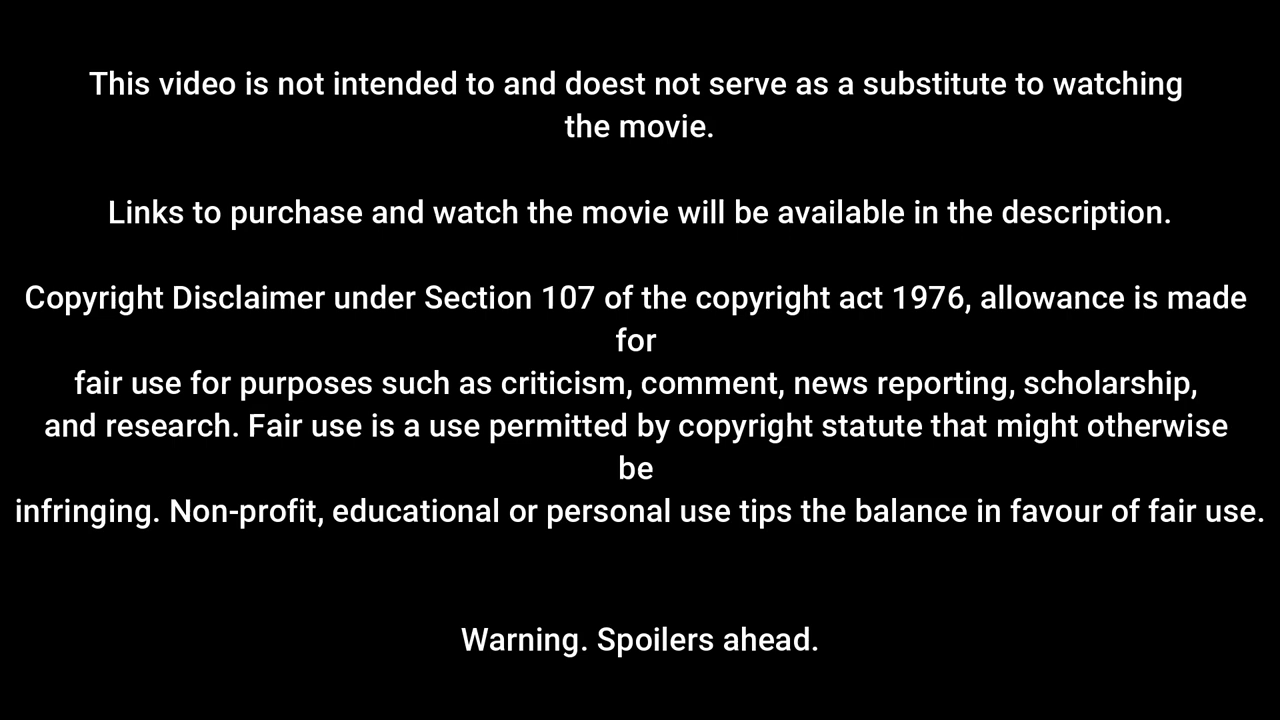 This video is not intended to and doest not serve as a substitute to watching
the movie.
Links to purchase and watch the movie will be available in the description.
Copyright Disclaimer under Section 107 of the copyright act 1976, allowance is made
for
fair use for purposes such as criticism, comment, news reporting, scholarship,
and research. Fair use is a use permitted by copyright statute that might otherwise
be
infringing. Non-profit, educational or personal use tips the balance in favour of fair use.
Warning. Spoilers ahead.